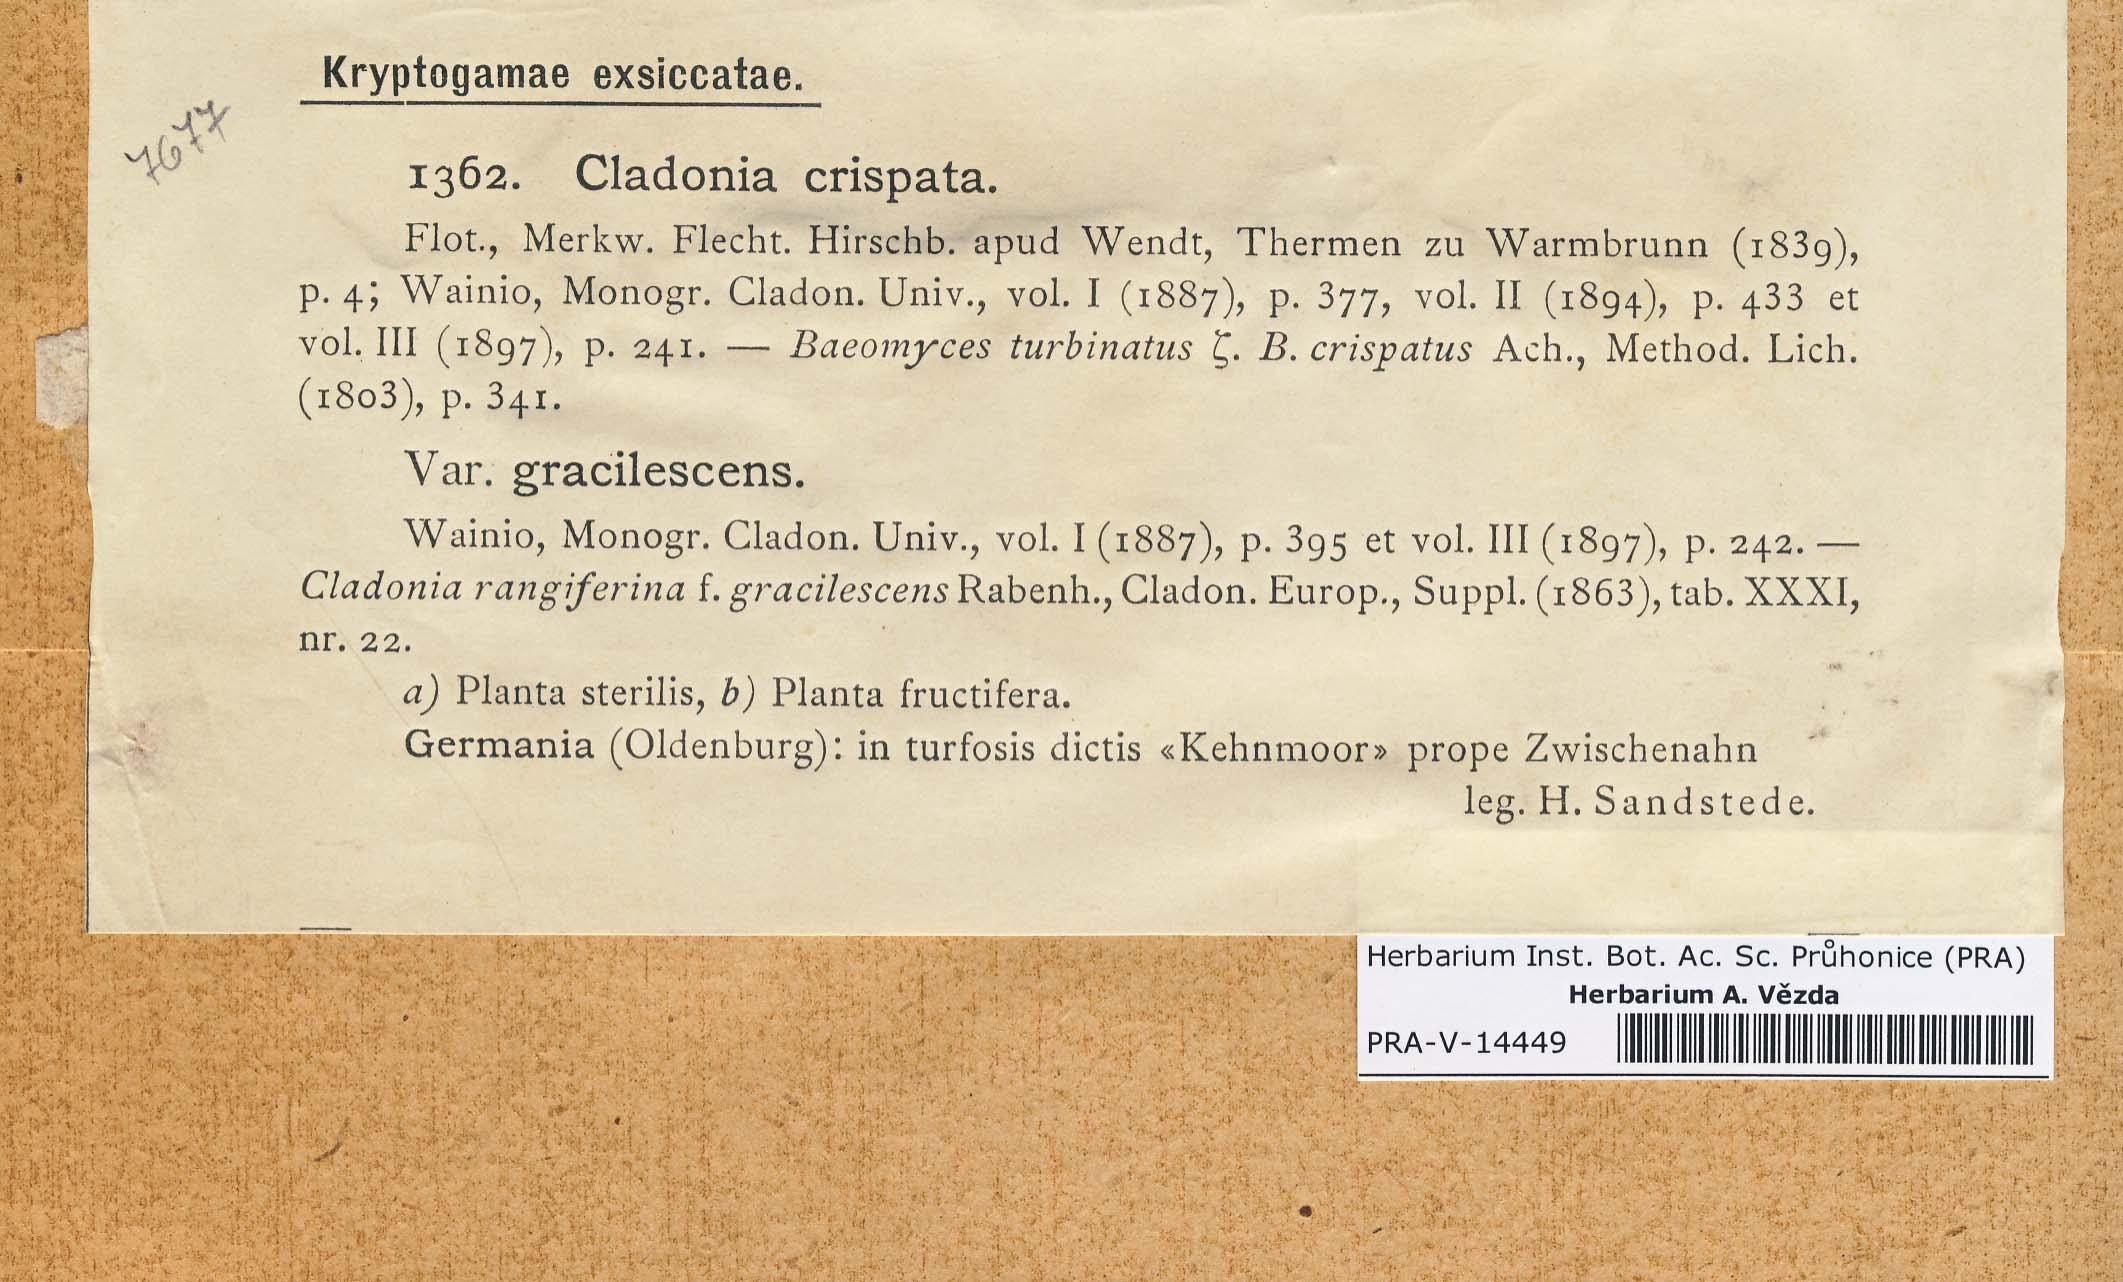 Kryptogamae exsiccatae.
7677
1362. Cladonia crispata.
Flot., Merkw. Flecht. Hirschb. apud Wendt, Thermen zu Warmbrunn (1839),
p. 4; Wainio, Monogr. Cladon. Univ., vol. I (1887), p. 377, vol. II (1894), p. 433 et
vol. III (1897), p. 241. — Baeomyces turbinatus ζ. B. crispatus Ach., Method. Lich.
(1803), p. 341.
Var. gracilescens.
Wainio, Monogr. Cladon. Univ., vol. I (1887), p. 395 et vol. III (1897), p. 242. —
Cladonia rangiferina f. gracilescens Rabenh., Cladon. Europ., Suppl. (1863), tab. XXXI,
nr. 22.
a) Planta sterilis, b) Planta fructifera.
Germania (Oldenburg): in turfosis dictis «Kehnmoor» prope Zwischenahn
leg. H. Sandstede.
Herbarium Inst. Bot. Ac. Sc. Průhonice (PRA)
Herbarium A. Vězda
PRA-V-14449